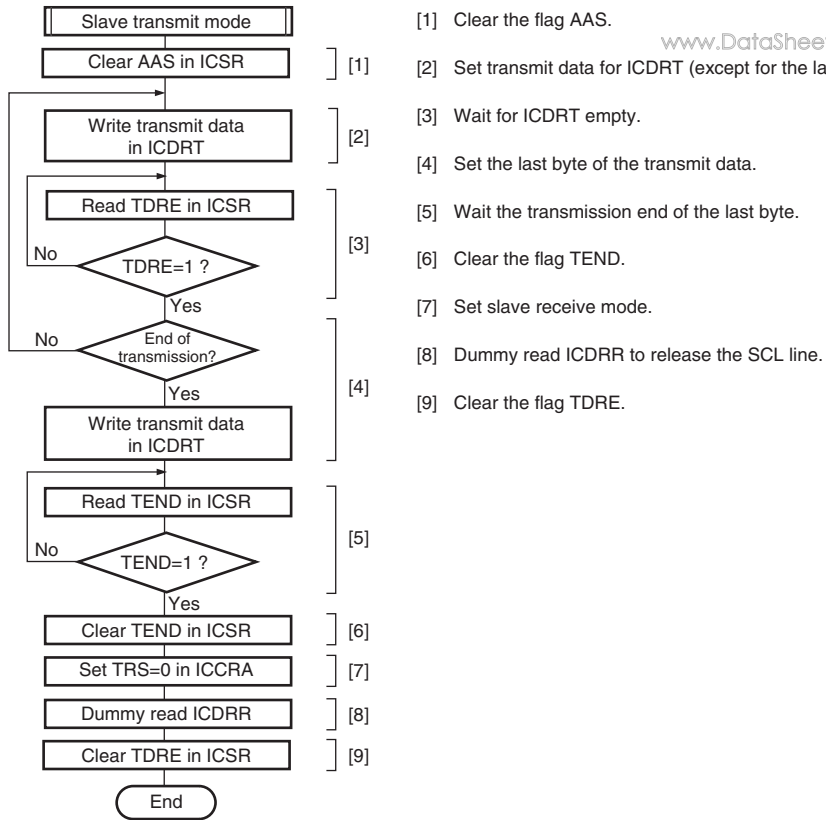 Slave transmit mode
Clear AAS in ICSR
[1]
Write transmit data
in ICDRT
[2]
Read TDRE in ICSR
No
TDRE=1 ?
[3]
Yes
No
End of
transmission?
Yes
[4]
Write transmit data
in ICDRT
Read TEND in ICSR
No
TEND=1 ?
[5]
Yes
Clear TEND in ICSR
[6]
Set TRS=0 in ICCRA
[7]
Dummy read ICDRR
[8]
Clear TDRE in ICSR
[9]
End
[1] Clear the flag AAS.
www.DataSheet
[2] Set transmit data for ICDRT (except for the la
[3] Wait for ICDRT empty.
[4] Set the last byte of the transmit data.
[5] Wait the transmission end of the last byte.
[6] Clear the flag TEND.
[7] Set slave receive mode.
[8] Dummy read ICDRR to release the SCL line.
[9] Clear the flag TDRE.